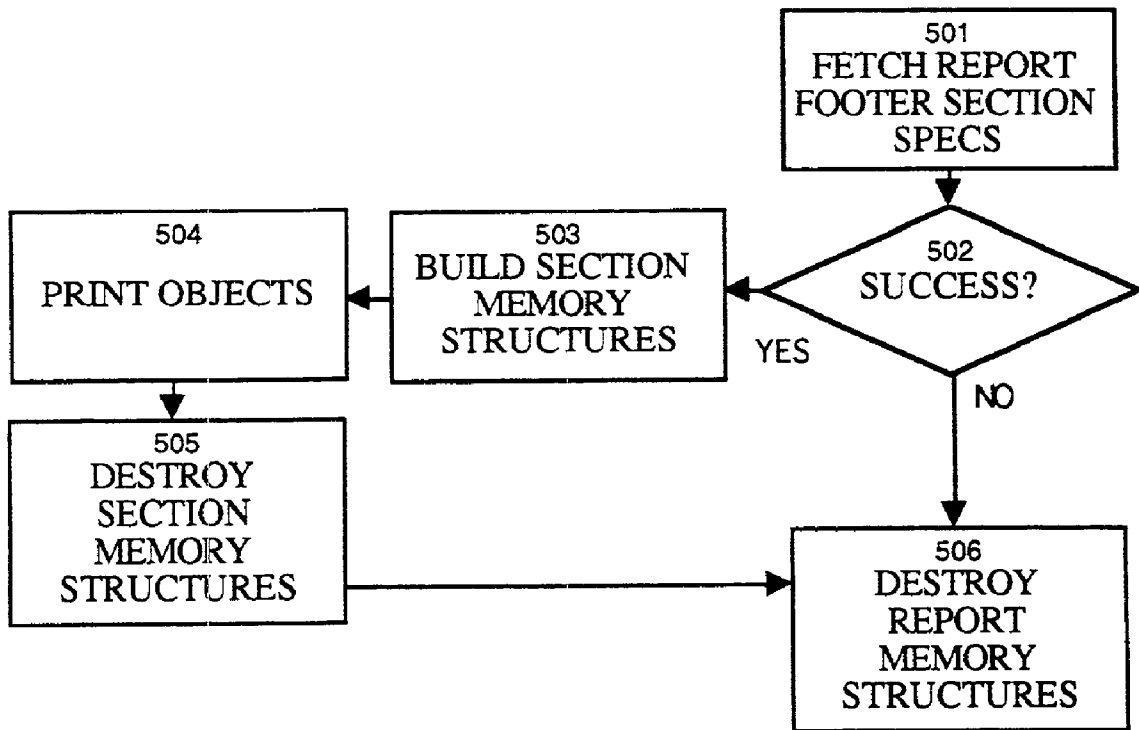 501
FETCH REPORT
FOOTER SECTION
SPECS
502
SUCCESS?
YES
NO
503
BUILD SECTION
MEMORY
STRUCTURES
504
PRINT OBJECTS
505
DESTROY
SECTION
MEMORY
STRUCTURES
506
DESTROY
REPORT
MEMORY
STRUCTURES